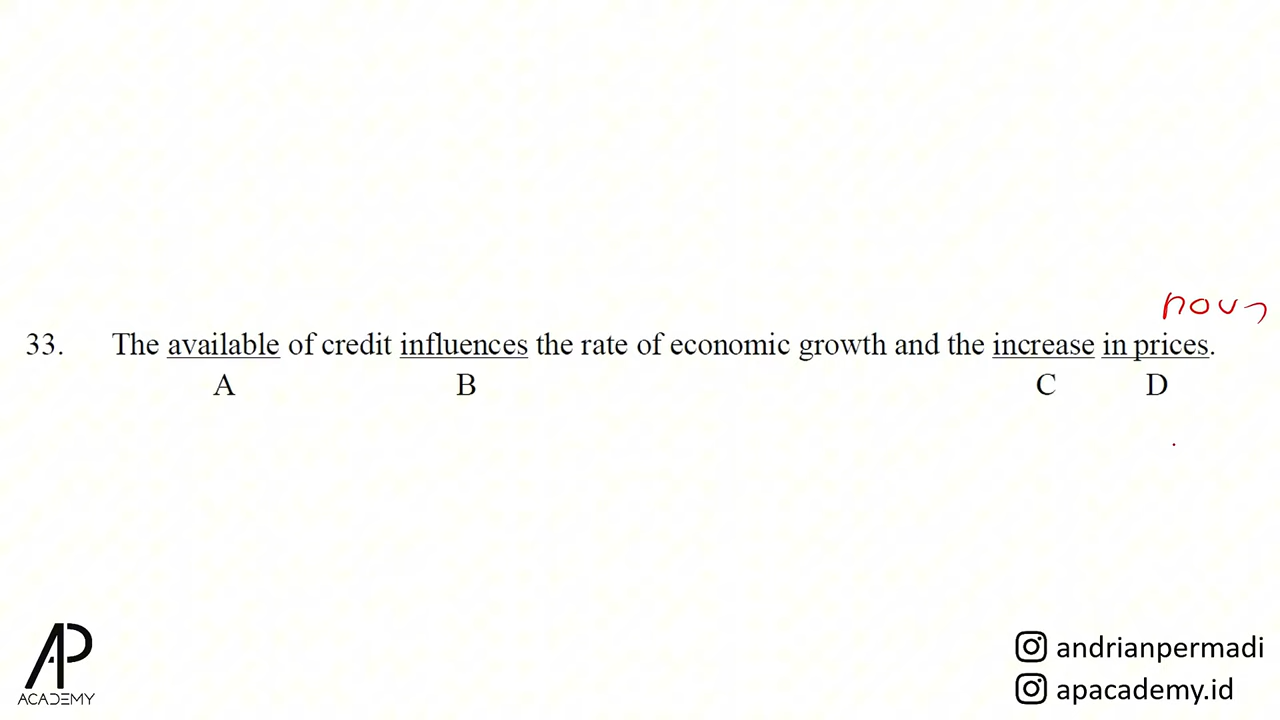 noun
33. The available of credit influences the rate of economic growth and the increase in prices.
A B C D
AP
ACADEMY
andrianpermadi
apacademy.id